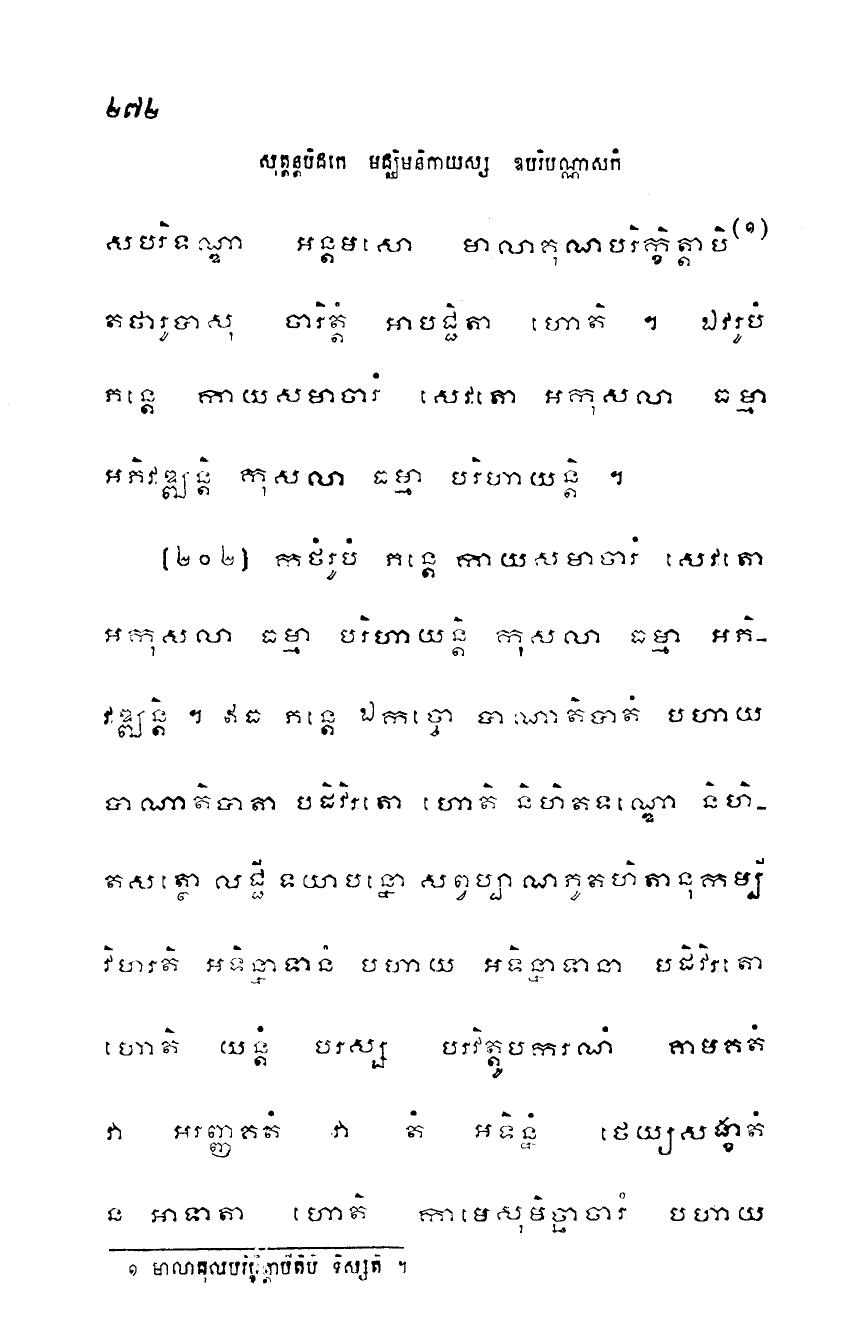 ២៧២
សុត្តន្តបិដកេ មជ្ឈិមនិកាយស្ស ឧបរិបណ្ណាសកំ
សបរិទណ្ឌា អន្តមសោ មាលាគុណបរិក្ខិត្តាបិ(១)
តថារូបាសុ ចារិត្តំ អាបជ្ជិតា ហោតិ ។ ឯវរូបំ
ភន្តេ កាយសមាចារំ សេវតោ អកុសលា ធម្មា
អភិវឌ្ឍន្តិ កុសលា ធម្មា បរិហាយន្តិ ។
(២០២) កថំរូបំ ភន្តេ កាយសមាចារំ សេវតោ
អកុសលា ធម្មា បរិហាយន្តិ កុសលា ធម្មា អភិ-
វឌ្ឍន្តិ ។ ឥធ ភន្តេ ឯកច្ចោ បាណាតិបាតំ បហាយ
បាណាតិបាតា បដិវិរតោ ហោតិ និហិតទណ្ឌោ និហិ-
តសត្ថោ លជ្ជី ទយាបន្នោ សព្វប្បាណភូតហិតានុកម្បី
វិហរតិ អទិន្នាទានំ បហាយ អទិន្នាទានា បដិវិរតោ
ហោតិ យន្តំ បរស្ស បរវិត្តូបករណំ គាមគតំ
វា អរញ្ញគតំ វា តំ អទិន្នំ ថេយ្យសង្ខាតំ
ន អាទាតា ហោតិ កាមេសុមិច្ឆាចារំ បហាយ
១ មាលាគុលបរិក្ខិត្តាបីតិបិ ទិស្សតិ ។